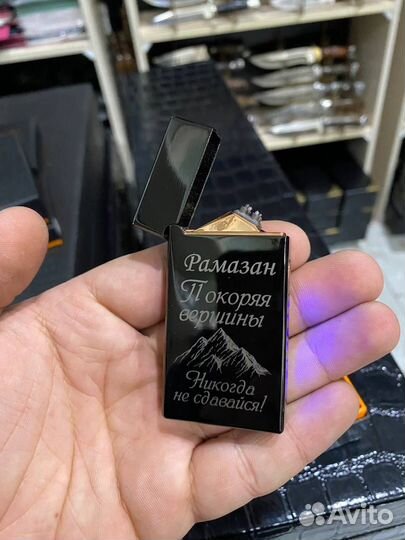 Рамазан
Покоряя
вершины
Никогда
не сдавайся!
Avito